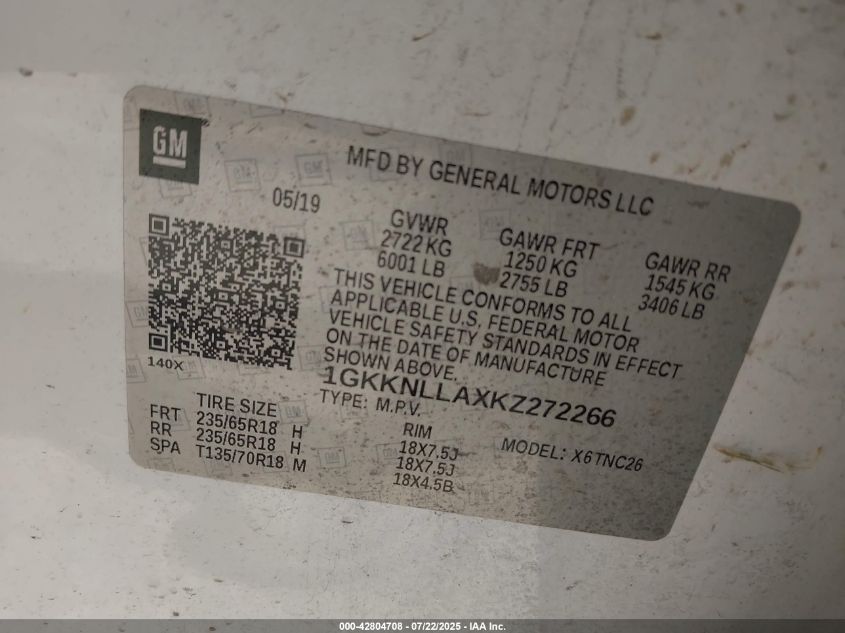 GM
MFD BY GENERAL MOTORS LLC
05/19
GVWR
2722 KG
6001 LB
GAWR FRT
1250 KG
2755 LB
GAWR RR
1545 KG
3406 LB
THIS VEHICLE CONFORMS TO ALL
APPLICABLE U.S. FEDERAL MOTOR
VEHICLE SAFETY STANDARDS IN EFFECT
ON THE DATE OF MANUFACTURE
SHOWN ABOVE.
140X
1GKKNLLAXKZ272266
TYPE: M.P.V.
MODEL: X6TNC26
TIRE SIZE RIM
FRT 235/65R18 H 18X7.5J
RR 235/65R18 H 18X7.5J
SPA T135/70R18 M 18X4.5B
000-42804708 - 07/22/2025 - IAA Inc.